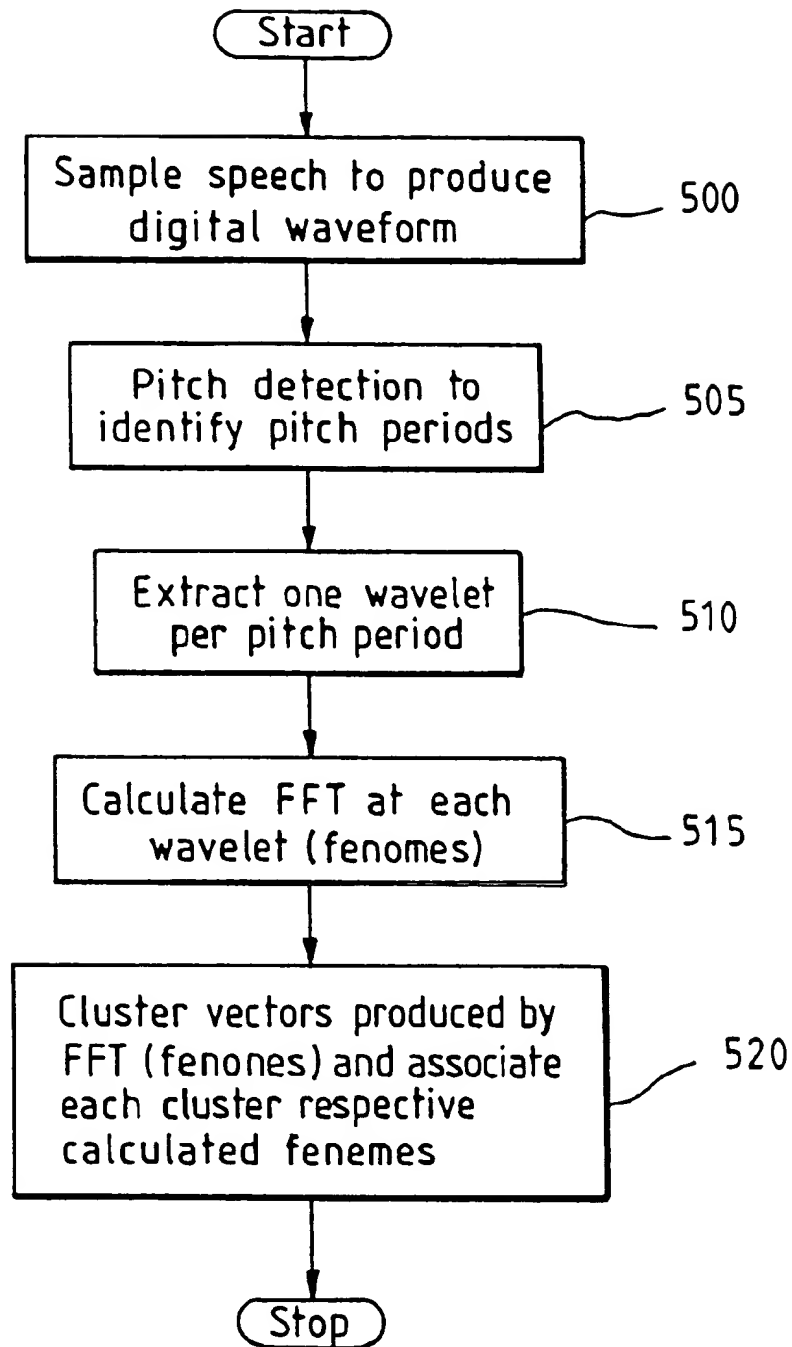 Start
Sample speech to produce
digital waveform
500
Pitch detection to
identify pitch periods
505
Extract one wavelet
per pitch period
510
Calculate FFT at each
wavelet (fenomes)
515
Cluster vectors produced by
FFT (fenones) and associate
each cluster respective
calculated fenemes
520
Stop